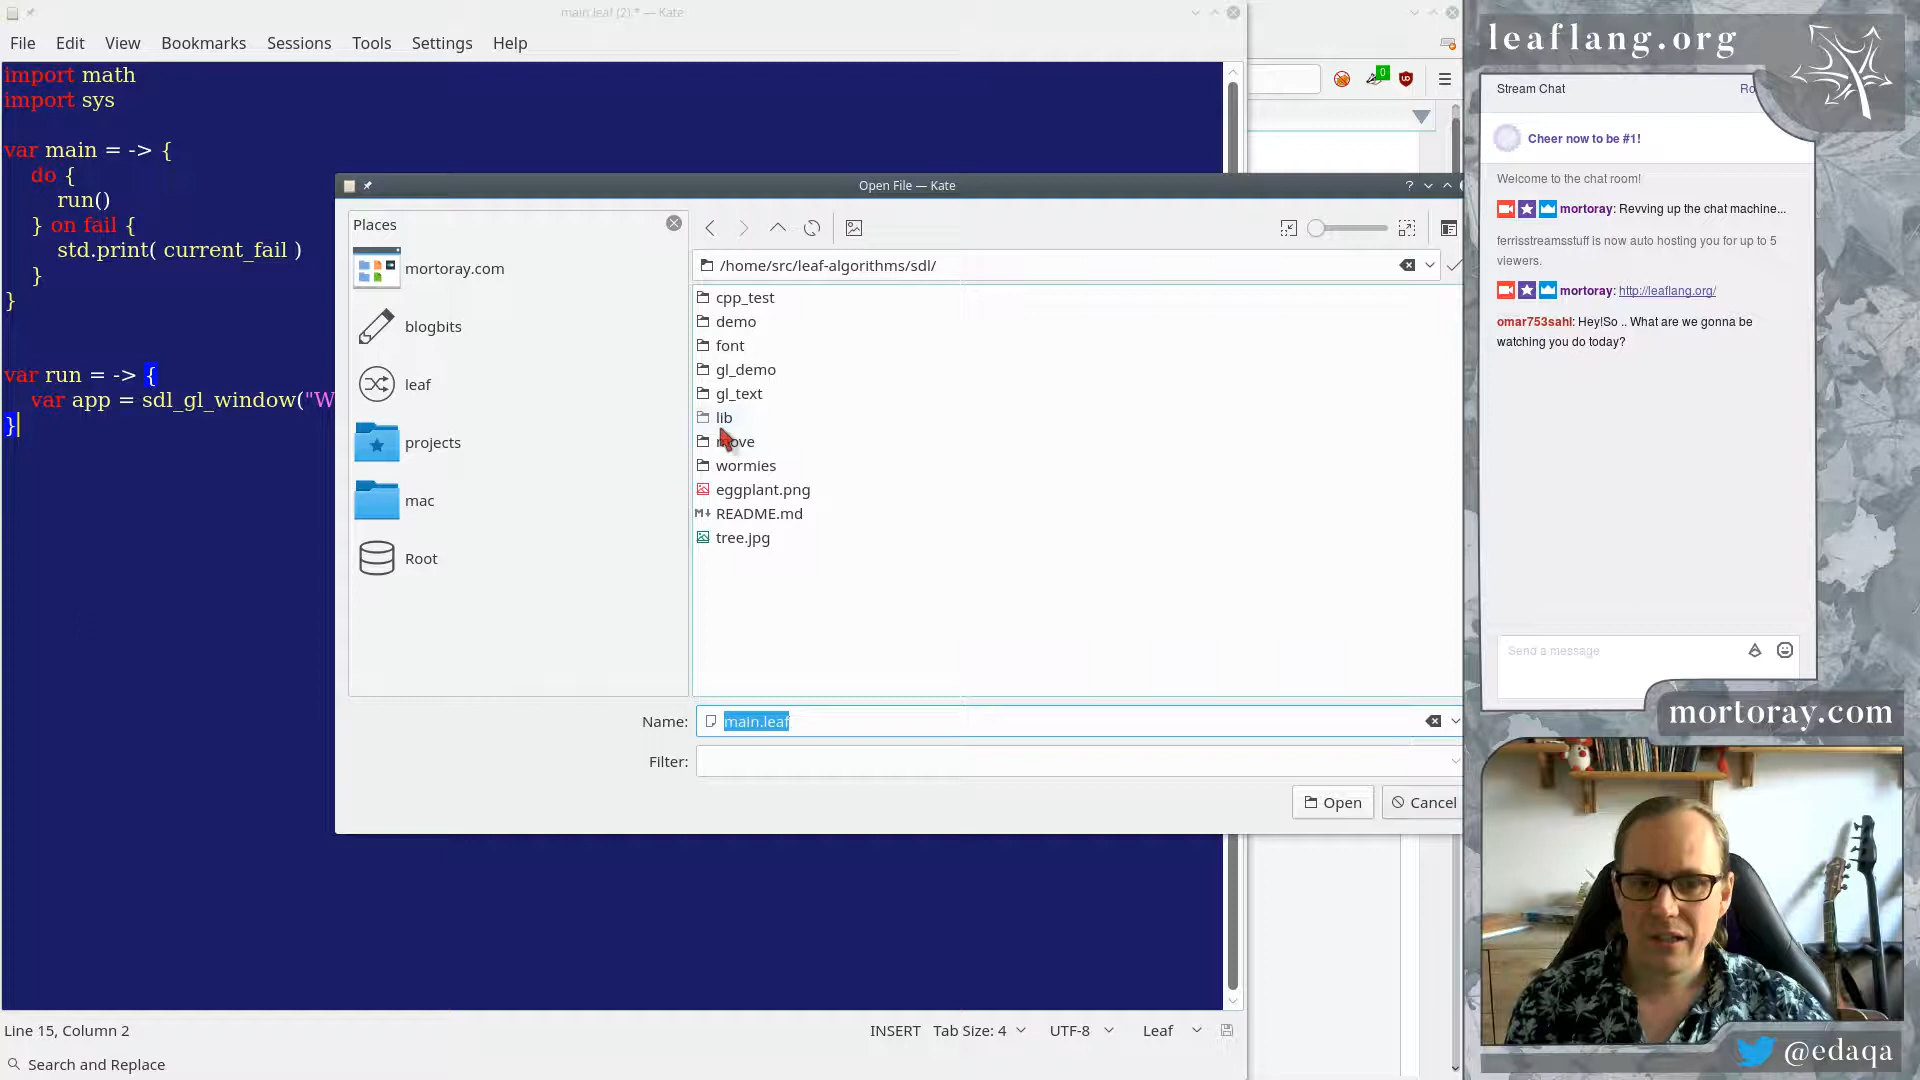 main.leaf (2).* — Kate
File Edit View Bookmarks Sessions Tools Settings Help
import math
import sys
var main = -> {
do {
run()
} on fail {
std.print( current_fail )
}
}
var run = -> {
var app = sdl_gl_window("W
}
Open File — Kate
Places
mortoray.com
blogbits
leaf
projects
mac
Root
/home/src/leaf-algorithms/sdl/
cpp_test
demo
font
gl_demo
gl_text
lib
move
wormies
eggplant.png
README.md
tree.jpg
Name: main.leaf
Filter:
Open Cancel
Line 15, Column 2
INSERT Tab Size: 4 UTF-8 Leaf
Search and Replace
0
leaflang.org
Stream Chat
Ro
Cheer now to be #1!
Welcome to the chat room!
mortoray: Revving up the chat machine...
ferrisstreamsstuff is now auto hosting you for up to 5
viewers.
mortoray: http://leaflang.org/
omar753sahl: Hey!So .. What are we gonna be
watching you do today?
Send a message
mortoray.com
@edaqa